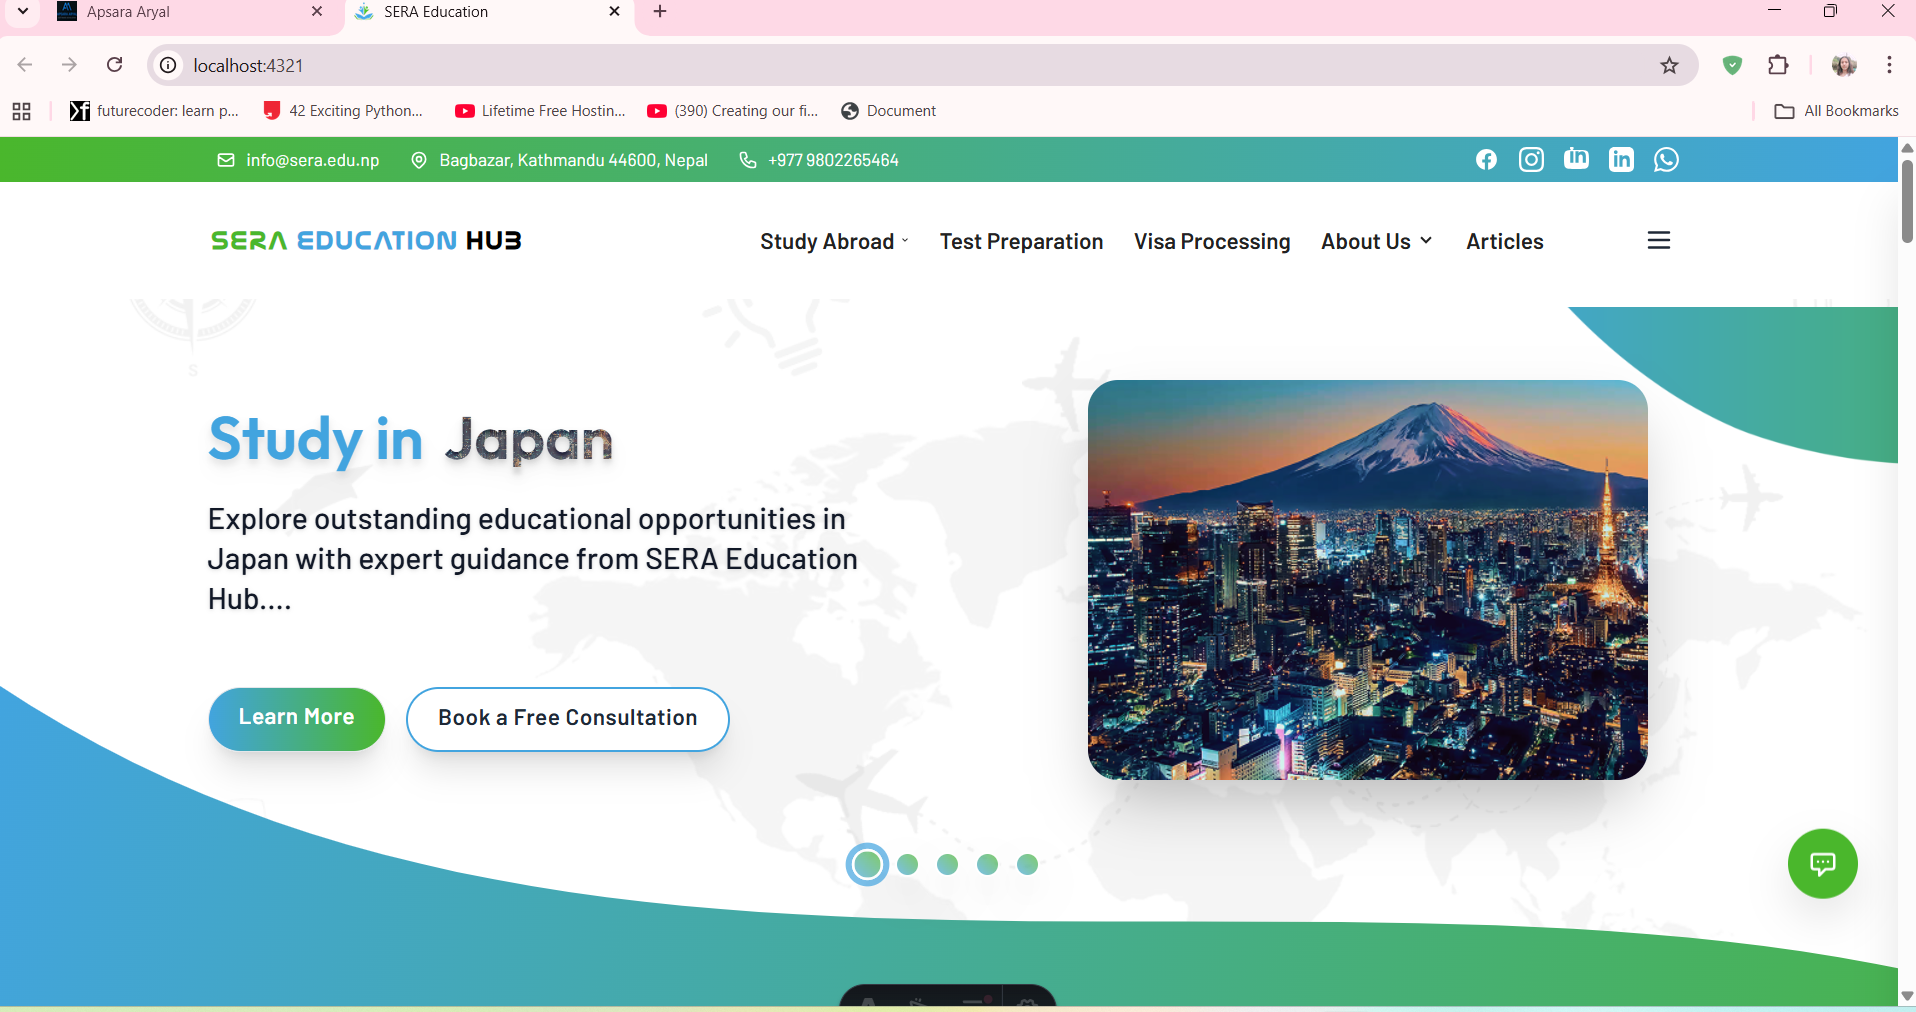 Apsara Aryal
SERA Education
localhost:4321
futurecoder: learn p...
42 Exciting Python...
Lifetime Free Hostin...
(390) Creating our fi...
Document
All Bookmarks
info@sera.edu.np
Bagbazar, Kathmandu 44600, Nepal
+977 9802265464
SERA EDUCATION HUB
Study Abroad
Test Preparation
Visa Processing
About Us
Articles
S
Study in Japan
Explore outstanding educational opportunities in
Japan with expert guidance from SERA Education
Hub....
Learn More
Book a Free Consultation